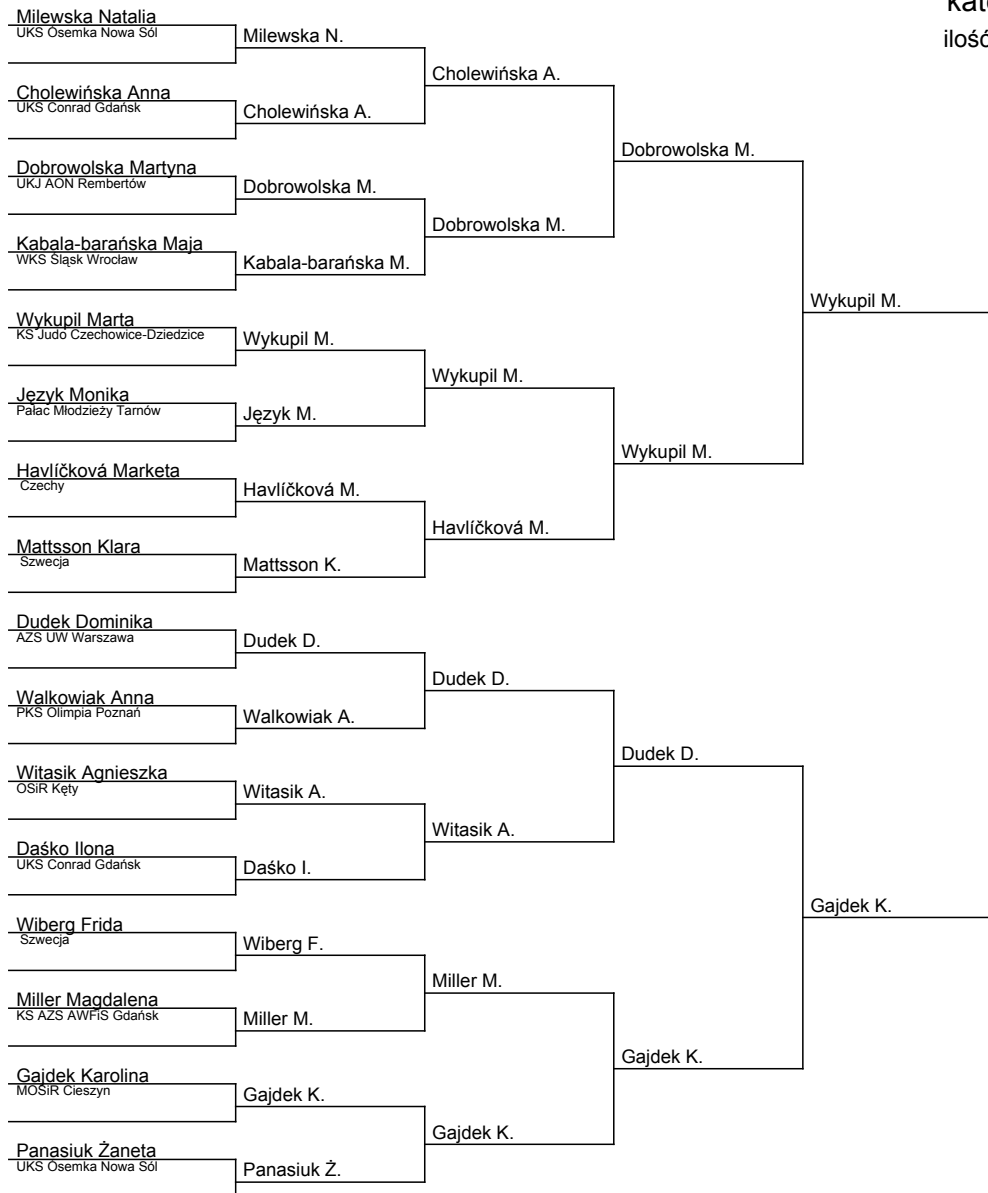 kate
ilość
Milewska Natalia
UKS Ósemka Nowa Sól
Milewska N.
Cholewińska A.
Cholewińska Anna
UKS Conrad Gdańsk
Cholewińska A.
Dobrowolska M.
Dobrowolska Martyna
UKJ AON Rembertów
Dobrowolska M.
Dobrowolska M.
Kabala-barańska Maja
WKS Śląsk Wrocław
Kabala-barańska M.
Wykupil M.
Wykupil Marta
KS Judo Czechowice-Dziedzice
Wykupil M.
Wykupil M.
Język Monika
Pałac Młodzieży Tarnów
Język M.
Wykupil M.
Havlíčková Marketa
Czechy
Havlíčková M.
Havlíčková M.
Mattsson Klara
Szwecja
Mattsson K.
Dudek Dominika
AZS UW Warszawa
Dudek D.
Dudek D.
Walkowiak Anna
PKS Olimpia Poznań
Walkowiak A.
Dudek D.
Witasik Agnieszka
OSiR Kęty
Witasik A.
Witasik A.
Daśko Ilona
UKS Conrad Gdańsk
Daśko I.
Gajdek K.
Wiberg Frida
Szwecja
Wiberg F.
Miller M.
Miller Magdalena
KS AZS AWFiS Gdańsk
Miller M.
Gajdek K.
Gajdek Karolina
MOSiR Cieszyn
Gajdek K.
Gajdek K.
Panasiuk Żaneta
UKS Ósemka Nowa Sól
Panasiuk Ż.